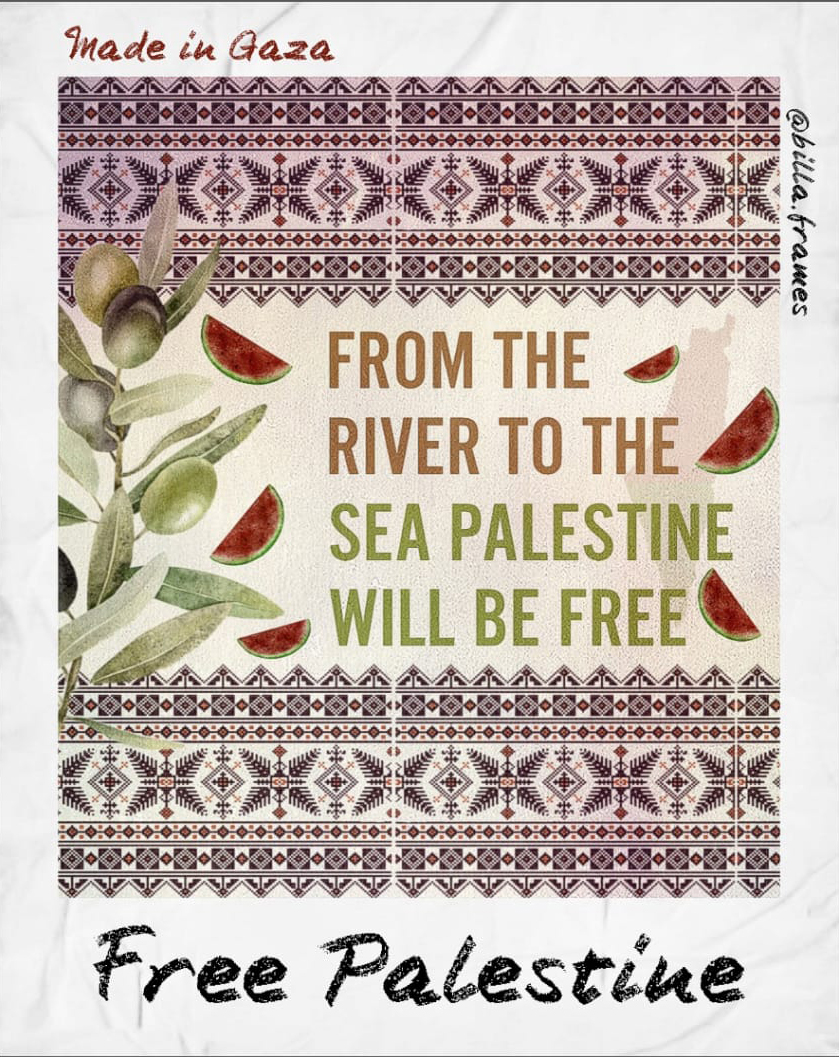 Made in Gaza
@billa.frames
FROM THE
RIVER TO THE
SEA PALESTINE
WILL BE FREE
Free Palestine